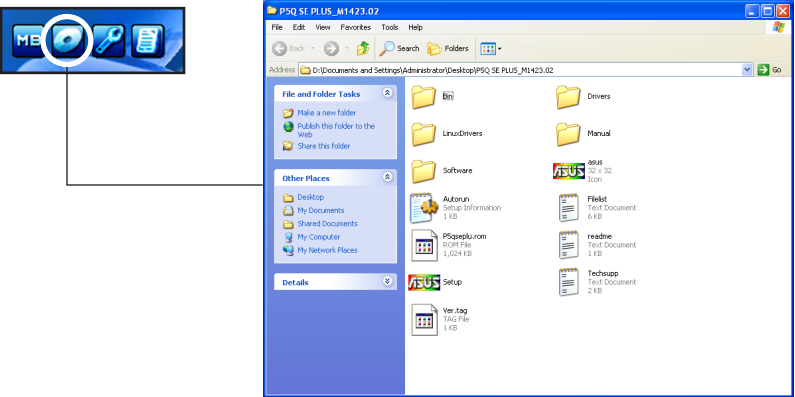 MB
P5Q SE PLUS_M1423.02
File Edit View Favorites Tools Help
Back Search Folders
Address D:\Documents and Settings\Administrator\Desktop\P5Q SE PLUS_M1423.02 Go
File and Folder Tasks
Make a new folder
Publish this folder to the
Web
Share this folder
Other Places
Desktop
My Documents
Shared Documents
My Computer
My Network Places
Details
Bin
Drivers
LinuxDrivers
Manual
Software
ASUS
asus
32 x 32
Icon
Autorun
Setup Information
1 KB
Filelist
Text Document
6 KB
P5qseplu.rom
ROM File
1,024 KB
readme
Text Document
1 KB
ASUS
Setup
Techsupp
Text Document
2 KB
Ver.tag
TAG File
1 KB